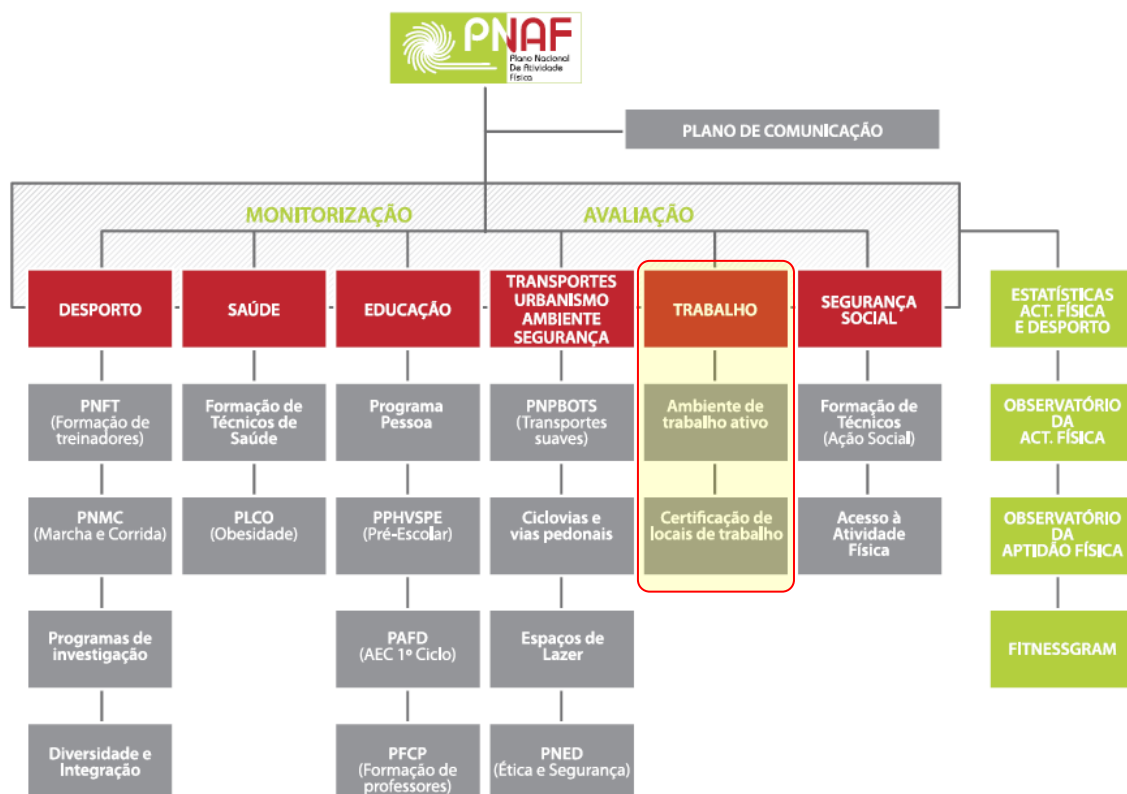 PNAF
Plano Nacional
De Atividade
Física
PLANO DE COMUNICAÇÃO
MONITORIZAÇÃO
AVALIAÇÃO
DESPORTO
SAÚDE
EDUCAÇÃO
TRANSPORTES
URBANISMO
AMBIENTE
SEGURANÇA
TRABALHO
SEGURANÇA
SOCIAL
ESTATÍSTICAS
ACT. FÍSICA
E DESPORTO
PNFT
(Formação de
treinadores)
Formação de
Técnicos de
Saúde
Programa
Pessoa
PNPBOTS
(Transportes
suaves)
Ambiente de
trabalho ativo
Formação de
Técnicos
(Ação Social)
OBSERVATÓRIO
DA
ACT. FÍSICA
PNMC
(Marcha e Corrida)
PLCO
(Obesidade)
PPHVSPE
(Pré-Escolar)
Ciclovias e
vias pedonais
Certificação de
locais de trabalho
Acesso à
Atividade
Física
OBSERVATÓRIO
DA
APTIDÃO FÍSICA
Programas de
investigação
PAFD
(AEC 1º Ciclo)
Espaços de
Lazer
FITNESSGRAM
Diversidade e
Integração
PFCP
(Formação de
professores)
PNED
(Ética e Segurança)